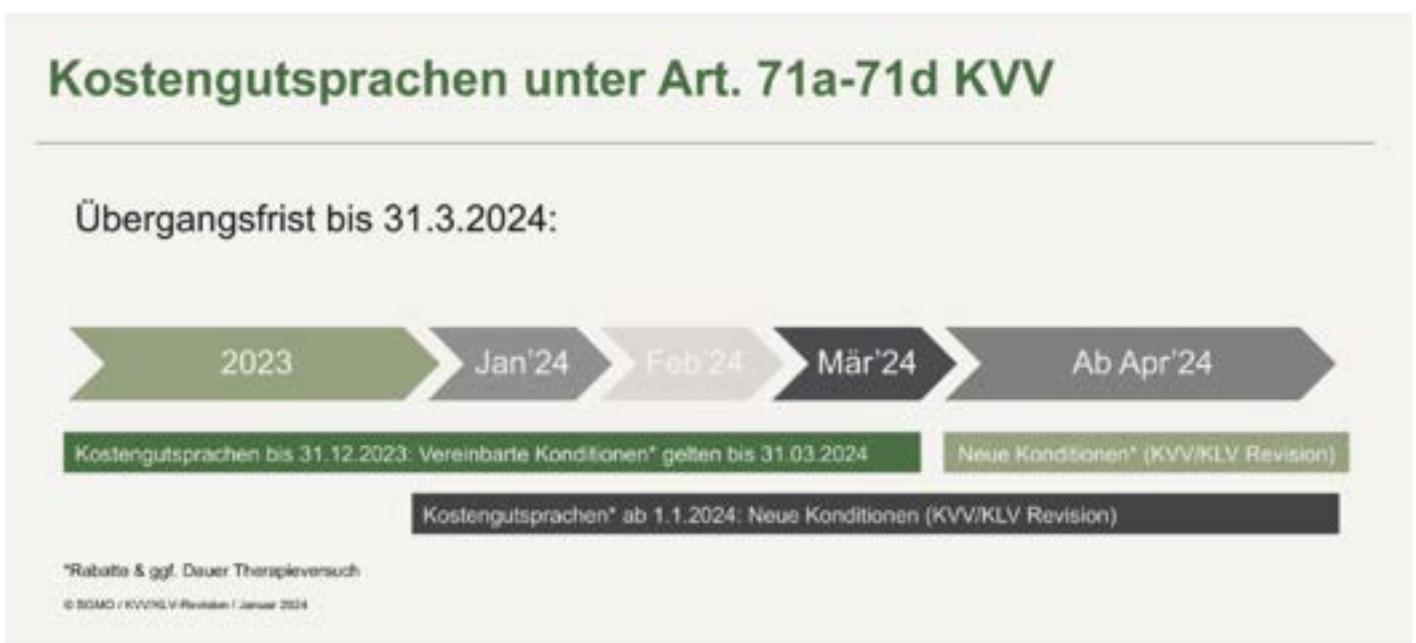 Kostengutsprachen unter Art. 71a-71d KVV
Übergangsfrist bis 31.3.2024:
2023
Jan'24
Feb'24
Mär'24
Ab Apr'24
Kostengutsprachen bis 31.12.2023: Vereinbarte Konditionen* gelten bis 31.03.2024
Neue Konditionen* (KVV/KLV Revision)
Kostengutsprachen* ab 1.1.2024: Neue Konditionen (KVV/KLV Revision)
*Rabatte & ggf. Dauer Therapieversuch
© SGMO / KVV/KLV-Revision / Januar 2024